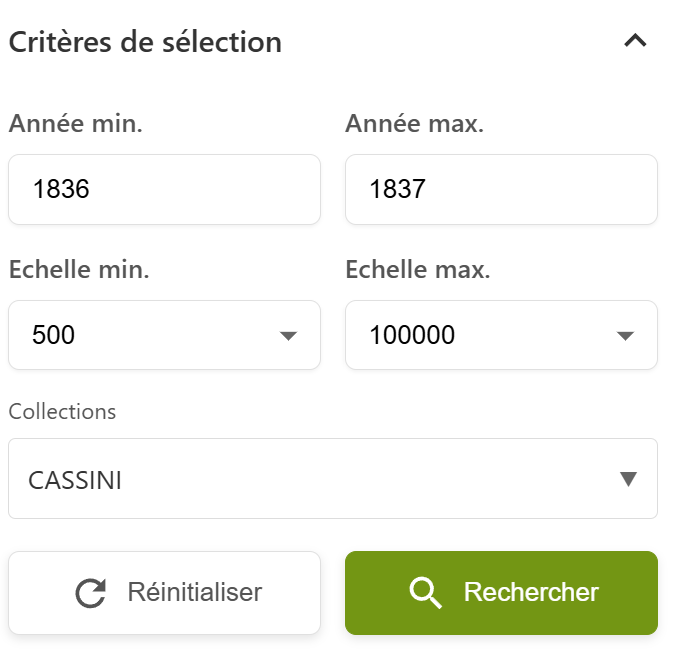 Critères de sélection
Année min. Année max.
1836 1837
Echelle min. Echelle max.
500 100000
Collections
CASSINI
Réinitialiser Rechercher